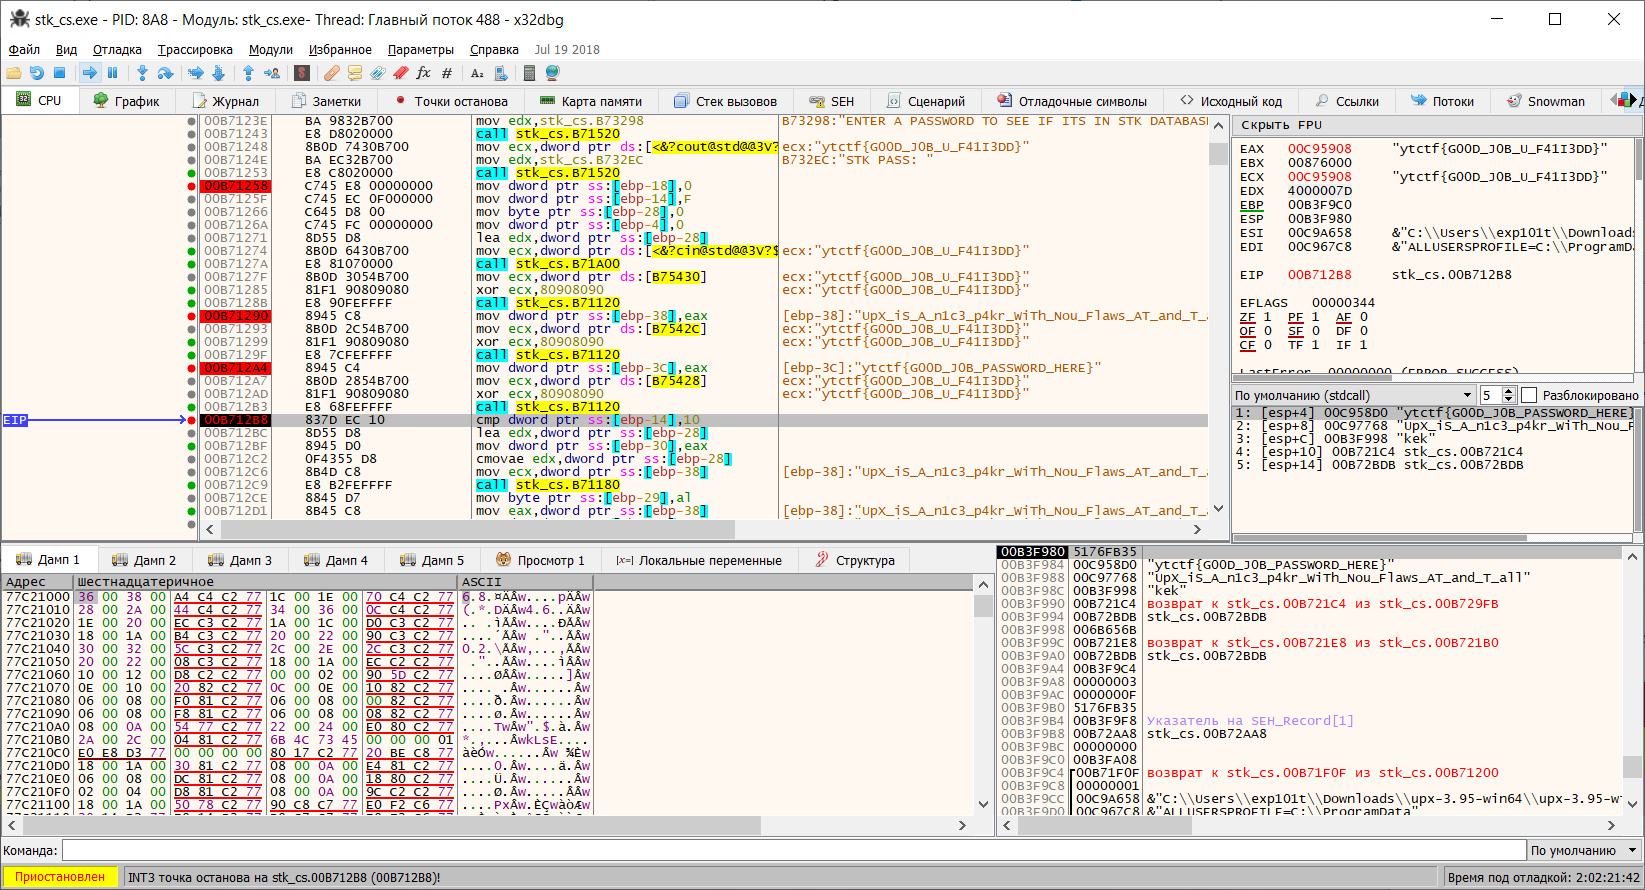 stk_cs.exe - PID: 8A8 - Модуль: stk_cs.exe- Thread: Главный поток 488 - x32dbg
Файл Вид Отладка Трассировка Модули Избранное Параметры Справка Jul 19 2018
CPU График Журнал Заметки Точки останова Карта памяти Стек вызовов SEH Сценарий Отладочные символы Исходный код Ссылки Потоки Snowman
00B7123E BA 9832B700 mov edx,stk_cs.B73298 B73298:"ENTER A PASSWORD TO SEE IF ITS IN STK DATABAS
00B71243 E8 D8020000 call stk_cs.B71520
00B71248 8B0D 7430B700 mov ecx,dword ptr ds:[<&?cout@std@@3V? ecx:"ytctf{GOOD_JOB_U_F41I3DD}"
00B7124E BA EC32B700 mov edx,stk_cs.B732EC B732EC:"STK PASS: "
00B71253 E8 C8020000 call stk_cs.B71520
00B71258 C745 E8 00000000 mov dword ptr ss:[ebp-18],0
00B7125F C745 EC 0F000000 mov dword ptr ss:[ebp-14],F
00B71266 C645 D8 00 mov byte ptr ss:[ebp-28],0
00B7126A C745 FC 00000000 mov dword ptr ss:[ebp-4],0
00B71271 8D55 D8 lea edx,dword ptr ss:[ebp-28]
00B71274 8B0D 6430B700 mov ecx,dword ptr ds:[<&?cin@std@@3V?$ ecx:"ytctf{GOOD_JOB_U_F41I3DD}"
00B7127A E8 81070000 call stk_cs.B71A00
00B7127F 8B0D 3054B700 mov ecx,dword ptr ds:[B75430] ecx:"ytctf{GOOD_JOB_U_F41I3DD}"
00B71285 81F1 90809080 xor ecx,80908090 ecx:"ytctf{GOOD_JOB_U_F41I3DD}"
00B7128B E8 90FEFFFF call stk_cs.B71120
00B71290 8945 C8 mov dword ptr ss:[ebp-38],eax [ebp-38]:"UpX_iS_A_n1c3_p4kr_WiTh_Nou_Flaws_AT_and_T_a
00B71293 8B0D 2C54B700 mov ecx,dword ptr ds:[B7542C] ecx:"ytctf{GOOD_JOB_U_F41I3DD}"
00B71299 81F1 90809080 xor ecx,80908090 ecx:"ytctf{GOOD_JOB_U_F41I3DD}"
00B7129F E8 7CFEFFFF call stk_cs.B71120
00B712A4 8945 C4 mov dword ptr ss:[ebp-3C],eax [ebp-3C]:"ytctf{GOOD_JOB_PASSWORD_HERE}"
00B712A7 8B0D 2854B700 mov ecx,dword ptr ds:[B75428] ecx:"ytctf{GOOD_JOB_U_F41I3DD}"
00B712AD 81F1 90809080 xor ecx,80908090 ecx:"ytctf{GOOD_JOB_U_F41I3DD}"
00B712B3 E8 68FEFFFF call stk_cs.B71120
EIP 00B712B8 837D EC 10 cmp dword ptr ss:[ebp-14],10
00B712BC 8D55 D8 lea edx,dword ptr ss:[ebp-28]
00B712BF 8945 D0 mov dword ptr ss:[ebp-30],eax
00B712C2 0F4355 D8 cmovae edx,dword ptr ss:[ebp-28]
00B712C6 8B4D C8 mov ecx,dword ptr ss:[ebp-38] [ebp-38]:"UpX_iS_A_n1c3_p4kr_WiTh_Nou_Flaws_AT_and_T_a
00B712C9 E8 B2FEFFFF call stk_cs.B71180
00B712CE 8845 D7 mov byte ptr ss:[ebp-29],al
00B712D1 8B45 C8 mov eax,dword ptr ss:[ebp-38] [ebp-38]:"UpX_iS_A_n1c3_p4kr_WiTh_Nou_Flaws_AT_and_T_a
Скрыть FPU
EAX 00C95908 "ytctf{GOOD_JOB_U_F41I3DD}"
EBX 00876000
ECX 00C95908 "ytctf{GOOD_JOB_U_F41I3DD}"
EDX 4000007D
EBP 00B3F9C0
ESP 00B3F980
ESI 00C9A658 &"C:\\Users\\exp101t\\Download
EDI 00C967C8 &"ALLUSERSPROFILE=C:\\Program
EIP 00B712B8 stk_cs.00B712B8
EFLAGS 00000344
ZF 1 PF 1 AF 0
OF 0 SF 0 DF 0
CF 0 TF 1 IF 1
LastError 00000000 (ERROR_SUCCESS)
По умолчанию (stdcall) 5 Разблокировано
1: [esp+4] 00C958D0 "ytctf{GOOD_JOB_PASSWORD_HERE}
2: [esp+8] 00C97768 "UpX_iS_A_n1c3_p4kr_WiTh_Nou_F
3: [esp+C] 00B3F998 "kek"
4: [esp+10] 00B721C4 stk_cs.00B721C4
5: [esp+14] 00B72BDB stk_cs.00B72BDB
Дамп 1 Дамп 2 Дамп 3 Дамп 4 Дамп 5 Просмотр 1 Локальные переменные Структура
Адрес Шестнадцатеричное ASCII
77C21000 36 00 38 00 A4 C4 C2 77 1C 00 1E 00 70 C4 C2 77 6.8.¤ÄÂw....pÄÂw
77C21010 28 00 2A 00 44 C4 C2 77 34 00 36 00 0C C4 C2 77 (.*.DÄÂw4.6..ÄÂw
77C21020 1E 00 20 00 EC C3 C2 77 1A 00 1C 00 D0 C3 C2 77 .. .ìÃÂw....ÐÃÂw
77C21030 18 00 1A 00 B4 C3 C2 77 20 00 22 00 90 C3 C2 77 ....´ÃÂw ."..ÃÂw
77C21040 30 00 32 00 5C C3 C2 77 2C 00 2E 00 2C C3 C2 77 0.2.\ÃÂw,...,ÃÂw
77C21050 20 00 22 00 08 C3 C2 77 18 00 1A 00 EC C2 C2 77 ."..ÃÂw....ìÂÂw
77C21060 10 00 12 00 D8 C2 C2 77 00 00 02 00 90 5D C2 77 ....ØÂÂw.....]Âw
77C21070 0E 00 10 00 20 82 C2 77 0C 00 0E 00 10 82 C2 77 .... .Âw......Âw
77C21080 06 00 08 00 F0 81 C2 77 06 00 08 00 00 82 C2 77 ....ð.Âw......Âw
77C21090 06 00 08 00 F8 81 C2 77 06 00 08 00 08 82 C2 77 ....ø.Âw......Âw
77C210A0 08 00 0A 00 54 77 C2 77 22 00 24 00 E0 80 C2 77 ....TwÂw".$.à.Âw
77C210B0 2A 00 2C 00 04 81 C2 77 6B 4C 73 45 00 00 00 01 *.,...ÂwkLsE....
77C210C0 E0 E8 D3 77 00 00 00 00 80 17 C2 77 20 BE C8 77 àèÓw......Âw ¾Èw
77C210D0 18 00 1A 00 30 81 C2 77 08 00 0A 00 E4 81 C2 77 ....0.Âw....ä.Âw
77C210E0 06 00 08 00 DC 81 C2 77 08 00 0A 00 18 80 C2 77 ....Ü.Âw......Âw
77C210F0 02 00 04 00 D8 81 C2 77 08 00 0A 00 9C C2 C2 77 ....Ø.Âw.....ÂÂw
77C21100 18 00 1A 00 50 78 C2 77 90 C8 C7 77 E0 F2 C6 77 ....PxÂw.ÈÇwàòÆw
00B3F980 5176FB35
00B3F984 00C958D0 "ytctf{GOOD_JOB_PASSWORD_HERE}"
00B3F988 00C97768 "UpX_iS_A_n1c3_p4kr_WiTh_Nou_Flaws_AT_and_T_all"
00B3F98C 00B3F998 "kek"
00B3F990 00B721C4 возврат к stk_cs.00B721C4 из stk_cs.00B729FB
00B3F994 00B72BDB stk_cs.00B72BDB
00B3F998 006B656B
00B3F99C 00B721E8 возврат к stk_cs.00B721E8 из stk_cs.00B721B0
00B3F9A0 00B72BDB stk_cs.00B72BDB
00B3F9A4 00B3F9C4
00B3F9A8 00000003
00B3F9AC 0000000F
00B3F9B0 5176FB35
00B3F9B4 00B3F9F8 Указатель на SEH_Record[1]
00B3F9B8 00B72AA8 stk_cs.00B72AA8
00B3F9BC 00000000
00B3F9C0 00B3FA08
00B3F9C4 00B71F0F возврат к stk_cs.00B71F0F из stk_cs.00B71200
00B3F9C8 00000001
00B3F9CC 00C9A658 &"C:\\Users\\exp101t\\Downloads\\upx-3.95-win64\\upx-3.95-w
00B3F9D0 00C967C8 &"ALLUSERSPROFILE=C:\\ProgramData"
Команда: По умолчанию
Приостановлен INT3 точка останова на stk_cs.00B712B8 (00B712B8)! Время под отладкой: 2:02:21:42